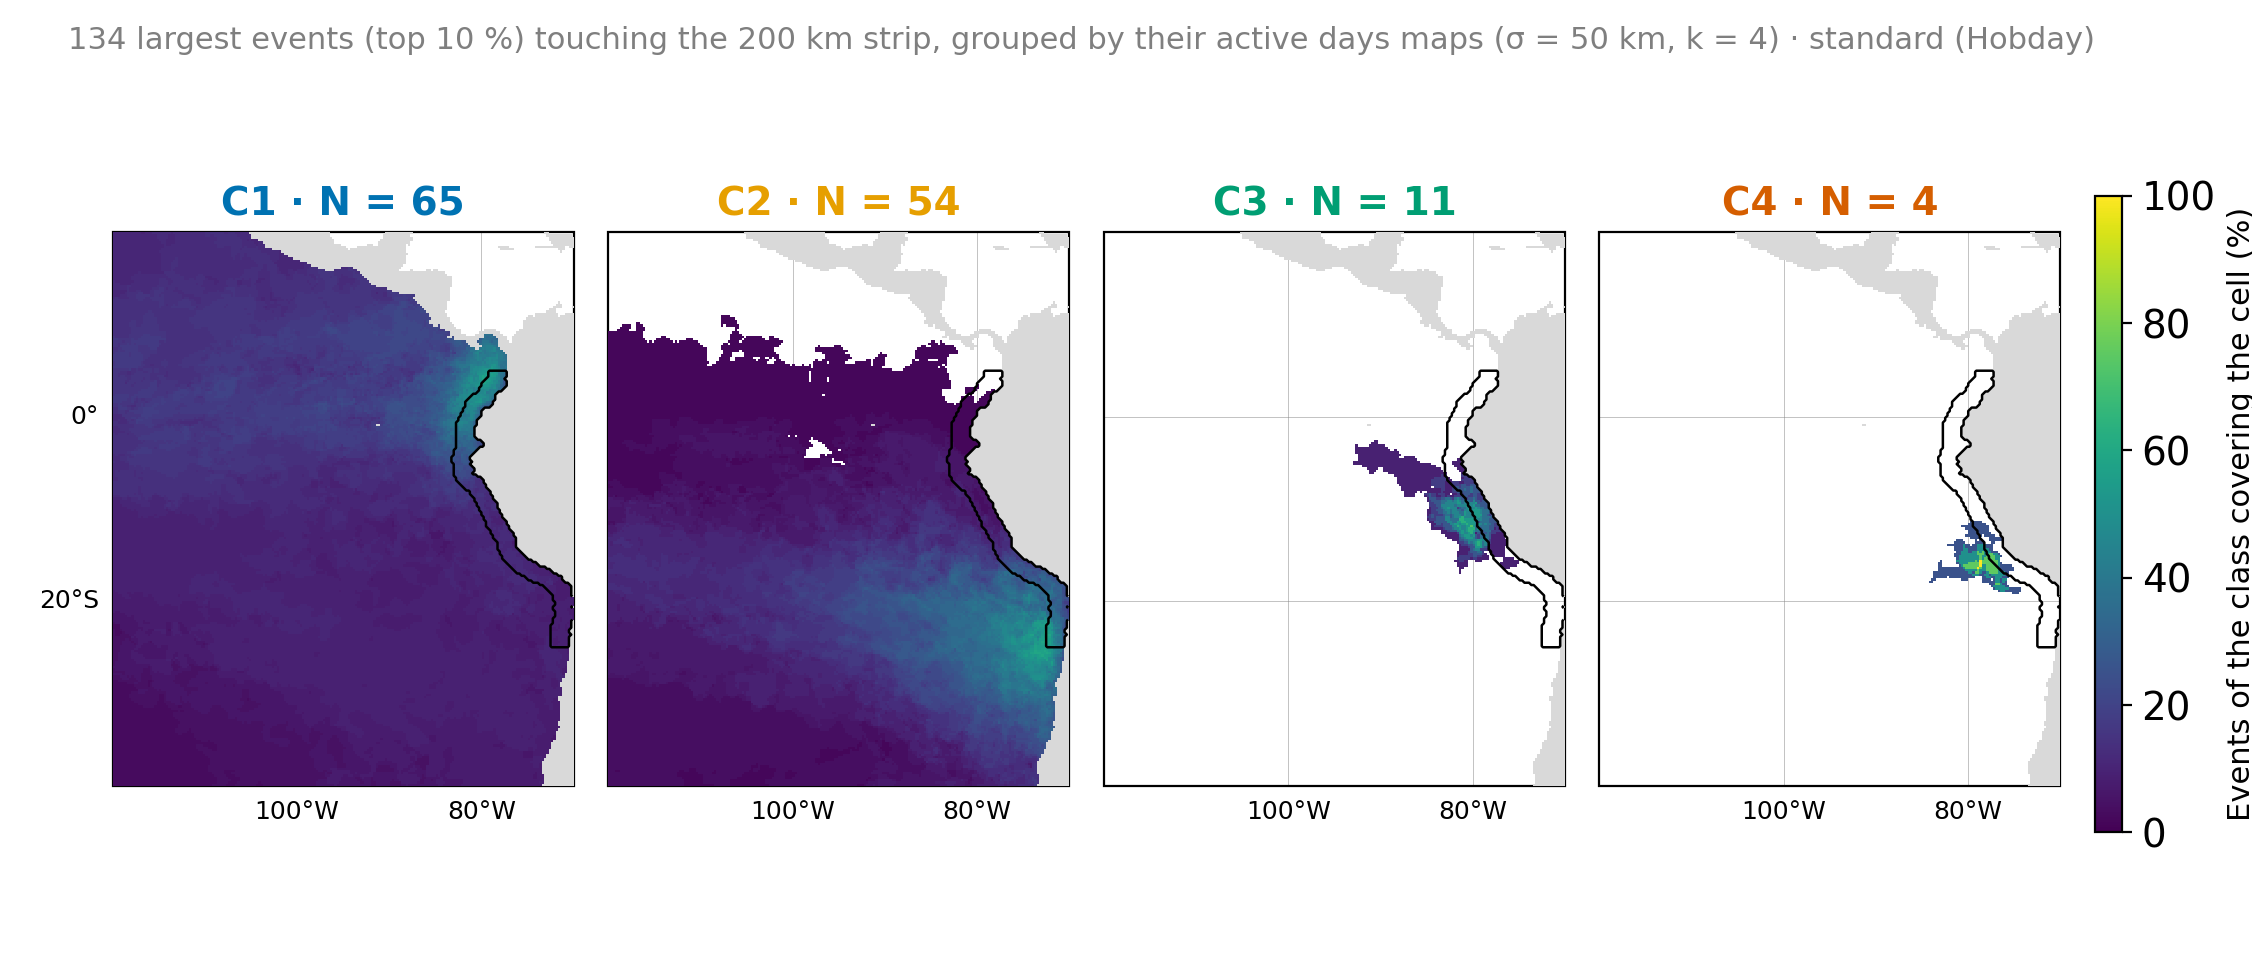 134 largest events (top 10 %) touching the 200 km strip, grouped by their active days maps (σ = 50 km, k = 4) · standard (Hobday)
C1 · N = 65
C2 · N = 54
C3 · N = 11
C4 · N = 4
0°
20°S
100°W
80°W
100°W
80°W
100°W
80°W
100°W
80°W
100
80
60
40
20
0
Events of the class covering the cell (%)